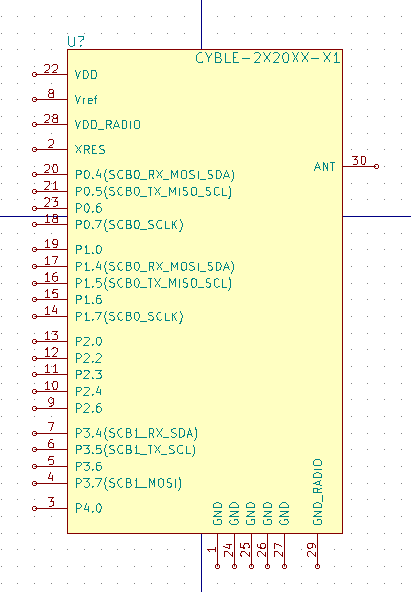 U?
CYBLE-2X20XX-X1
22 VDD
8 Vref
28 VDD_RADIO
2 XRES
ANT 30
20 P0.4(SCB0_RX_MOSI_SDA)
21 P0.5(SCB0_TX_MISO_SCL)
23 P0.6
18 P0.7(SCB0_SCLK)
19 P1.0
17 P1.4(SCB0_RX_MOSI_SDA)
16 P1.5(SCB0_TX_MISO_SCL)
15 P1.6
14 P1.7(SCB0_SCLK)
13 P2.0
12 P2.2
11 P2.3
10 P2.4
9 P2.6
7 P3.4(SCB1_RX_SDA)
6 P3.5(SCB1_TX_SCL)
5 P3.6
4 P3.7(SCB1_MOSI)
3 P4.0
GND 1
GND 24
GND 25
GND 26
GND 27
GND_RADIO 29